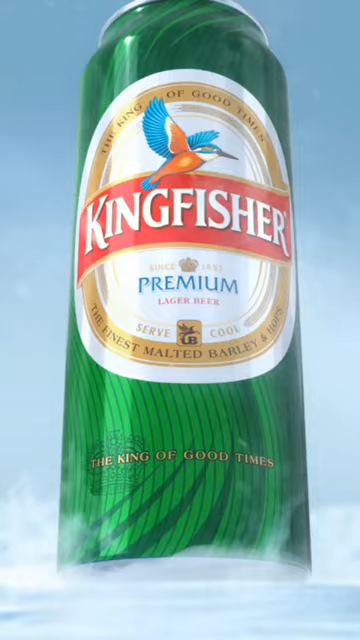 THE KING OF GOOD TIMES
KINGFISHER
SINCE 1857
PREMIUM
LAGER BEER
SERVE UB COOL
THE FINEST MALTED BARLEY & HOPS
THE KING OF GOOD TIMES